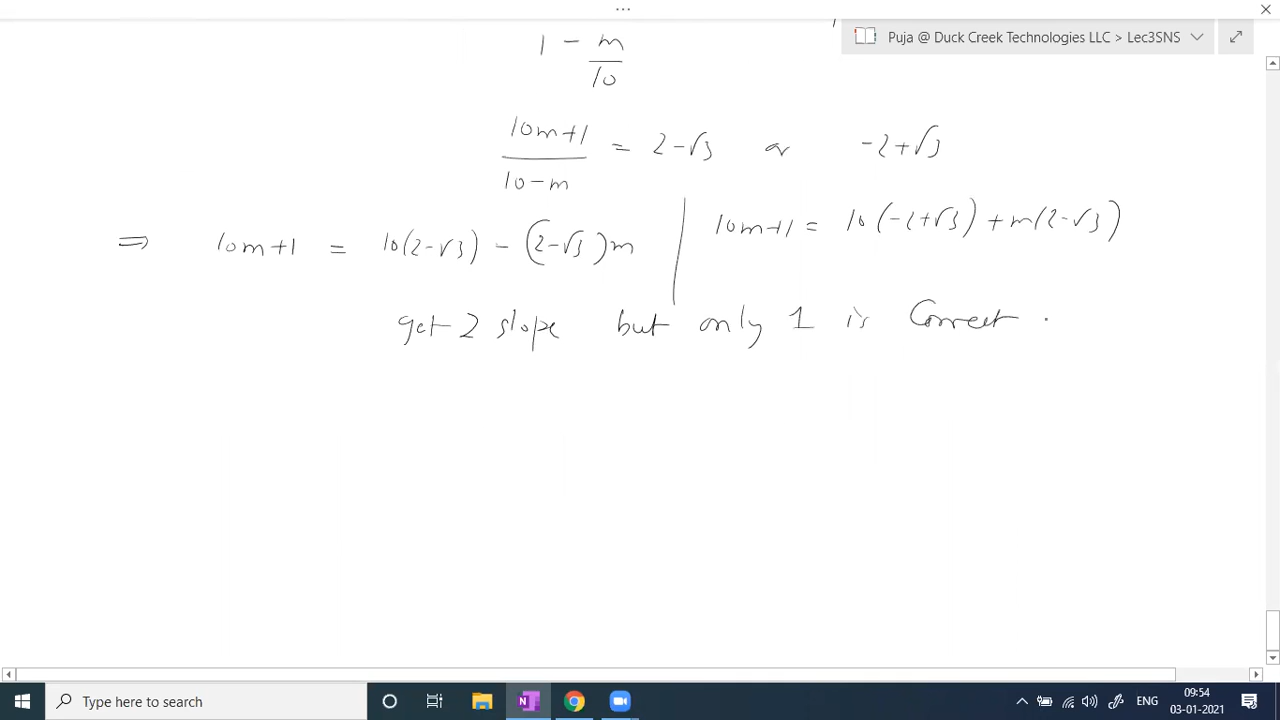 ...
Puja @ Duck Creek Technologies LLC > Lec3SNS
1 - m/10
(10m+1)/(10-m) = 2-√3 or -2+√3
⇒ 10m+1 = 10(2-√3) - (2-√3)m | 10m+1 = 10(-2+√3) + m(2-√3)
get 2 slope but only 1 is Correct .
Type here to search
ENG
09:54
03-01-2021